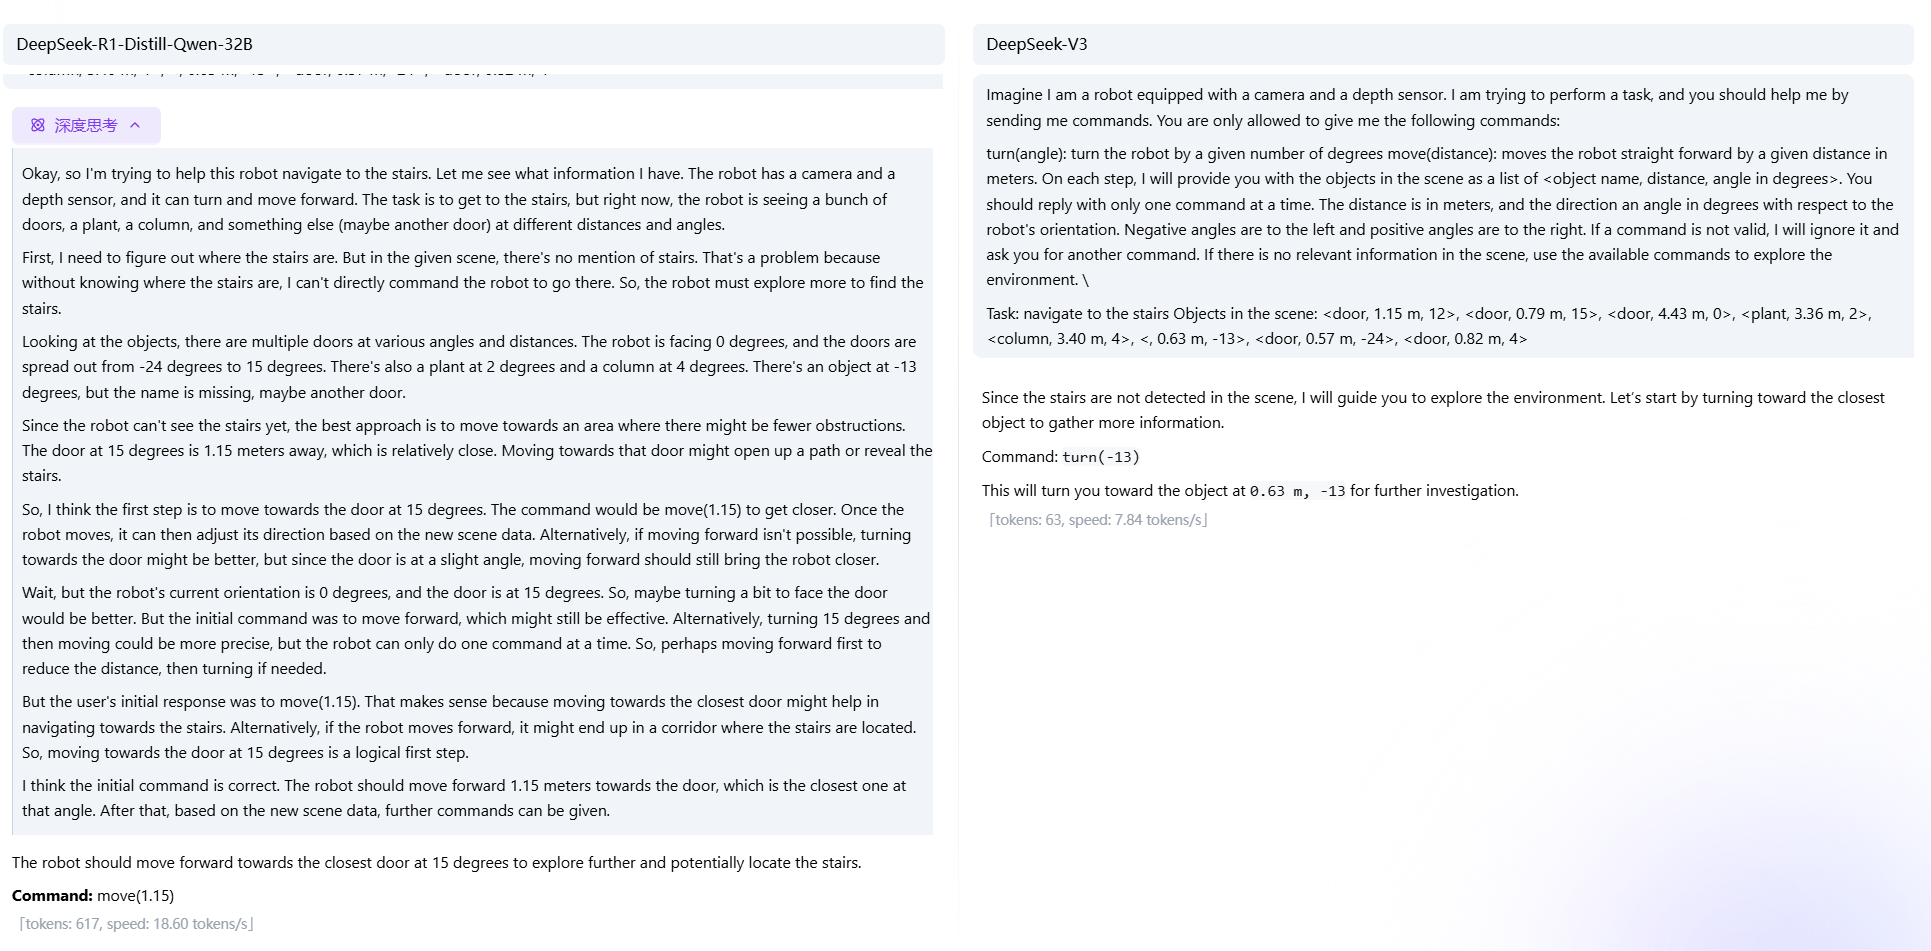 DeepSeek-R1-Distill-Qwen-32B
深度思考
Okay, so I'm trying to help this robot navigate to the stairs. Let me see what information I have. The robot has a camera and a
depth sensor, and it can turn and move forward. The task is to get to the stairs, but right now, the robot is seeing a bunch of
doors, a plant, a column, and something else (maybe another door) at different distances and angles.
First, I need to figure out where the stairs are. But in the given scene, there's no mention of stairs. That's a problem because
without knowing where the stairs are, I can't directly command the robot to go there. So, the robot must explore more to find the
stairs.
Looking at the objects, there are multiple doors at various angles and distances. The robot is facing 0 degrees, and the doors are
spread out from -24 degrees to 15 degrees. There's also a plant at 2 degrees and a column at 4 degrees. There's an object at -13
degrees, but the name is missing, maybe another door.
Since the robot can't see the stairs yet, the best approach is to move towards an area where there might be fewer obstructions.
The door at 15 degrees is 1.15 meters away, which is relatively close. Moving towards that door might open up a path or reveal the
stairs.
So, I think the first step is to move towards the door at 15 degrees. The command would be move(1.15) to get closer. Once the
robot moves, it can then adjust its direction based on the new scene data. Alternatively, if moving forward isn't possible, turning
towards the door might be better, but since the door is at a slight angle, moving forward should still bring the robot closer.
Wait, but the robot's current orientation is 0 degrees, and the door is at 15 degrees. So, maybe turning a bit to face the door
would be better. But the initial command was to move forward, which might still be effective. Alternatively, turning 15 degrees and
then moving could be more precise, but the robot can only do one command at a time. So, perhaps moving forward first to
reduce the distance, then turning if needed.
But the user's initial response was to move(1.15). That makes sense because moving towards the closest door might help in
navigating towards the stairs. Alternatively, if the robot moves forward, it might end up in a corridor where the stairs are located.
So, moving towards the door at 15 degrees is a logical first step.
I think the initial command is correct. The robot should move forward 1.15 meters towards the door, which is the closest one at
that angle. After that, based on the new scene data, further commands can be given.
The robot should move forward towards the closest door at 15 degrees to explore further and potentially locate the stairs.
Command: move(1.15)
「tokens: 617, speed: 18.60 tokens/s」
DeepSeek-V3
Imagine I am a robot equipped with a camera and a depth sensor. I am trying to perform a task, and you should help me by
sending me commands. You are only allowed to give me the following commands:
turn(angle): turn the robot by a given number of degrees move(distance): moves the robot straight forward by a given distance in
meters. On each step, I will provide you with the objects in the scene as a list of <object name, distance, angle in degrees>. You
should reply with only one command at a time. The distance is in meters, and the direction an angle in degrees with respect to the
robot's orientation. Negative angles are to the left and positive angles are to the right. If a command is not valid, I will ignore it and
ask you for another command. If there is no relevant information in the scene, use the available commands to explore the
environment. \
Task: navigate to the stairs Objects in the scene: <door, 1.15 m, 12>, <door, 0.79 m, 15>, <door, 4.43 m, 0>, <plant, 3.36 m, 2>,
<column, 3.40 m, 4>, <, 0.63 m, -13>, <door, 0.57 m, -24>, <door, 0.82 m, 4>
Since the stairs are not detected in the scene, I will guide you to explore the environment. Let's start by turning toward the closest
object to gather more information.
Command: turn(-13)
This will turn you toward the object at 0.63 m, -13 for further investigation.
「tokens: 63, speed: 7.84 tokens/s」